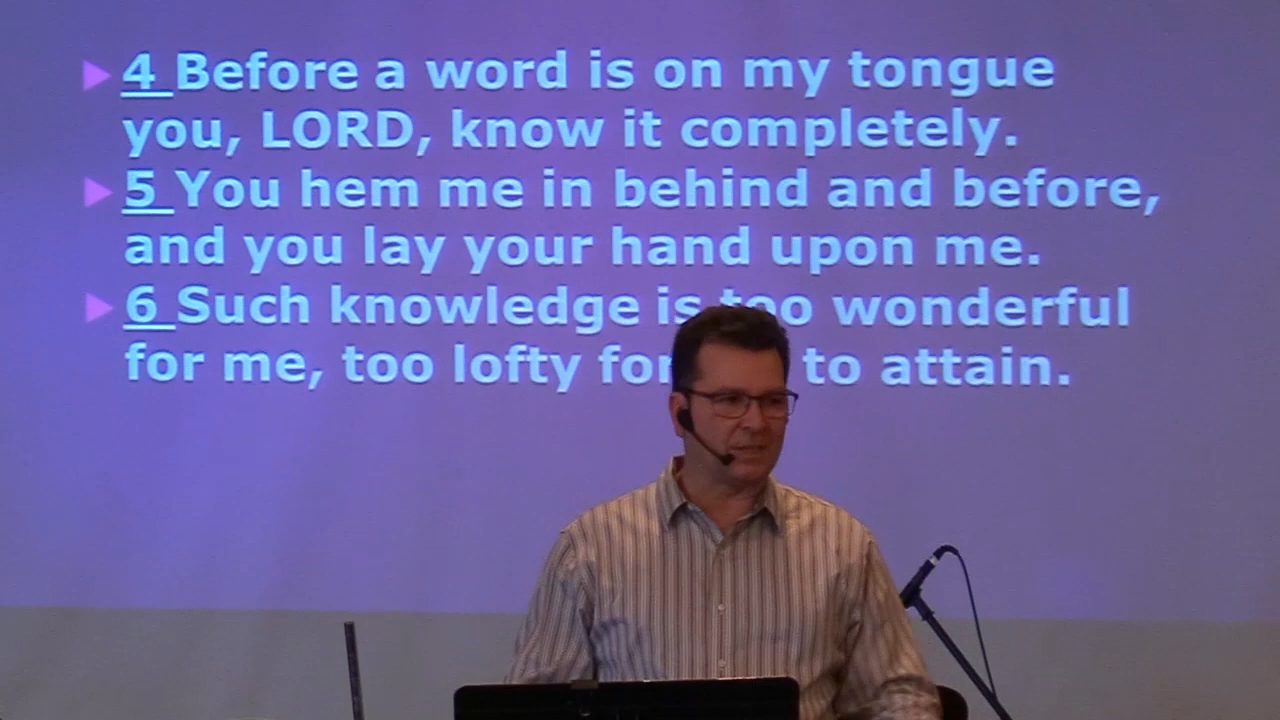 4 Before a word is on my tongue
you, LORD, know it completely.
5 You hem me in behind and before,
and you lay your hand upon me.
6 Such knowledge is too wonderful
for me, too lofty for to attain.